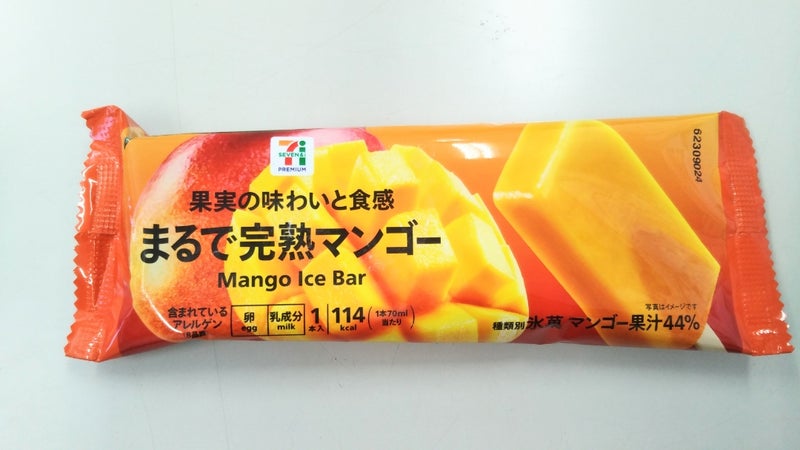 SEVEN&i
PREMIUM
果実の味わいと食感
まるで完熟マンゴー
Mango Ice Bar
含まれている
アレルゲン
8品目
卵
egg
乳成分
milk
1
本入
114
kcal
(1本70ml
当たり)
写真はイメージです
種類別 氷菓 マンゴー果汁44%
62309024